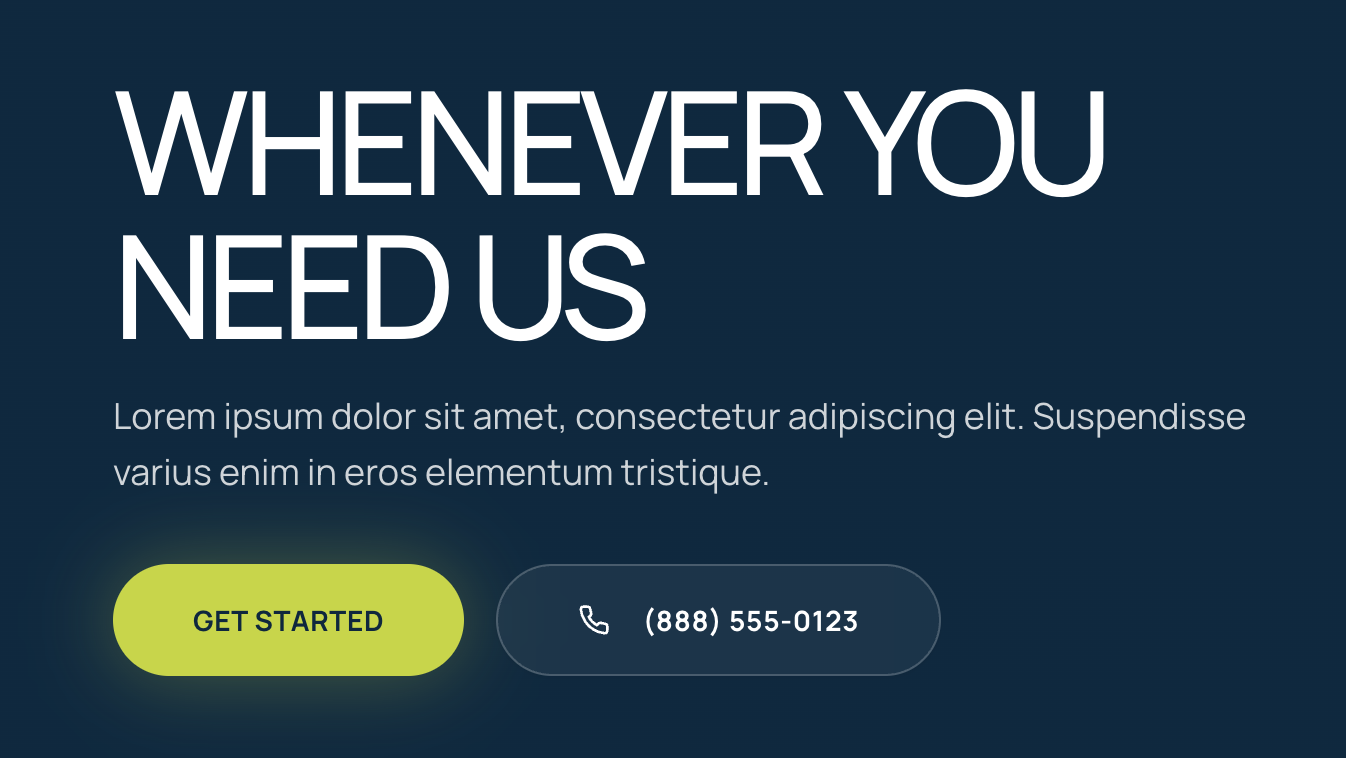 WHENEVER YOU
NEED US
Lorem ipsum dolor sit amet, consectetur adipiscing elit. Suspendisse
varius enim in eros elementum tristique.
GET STARTED
(888) 555-0123